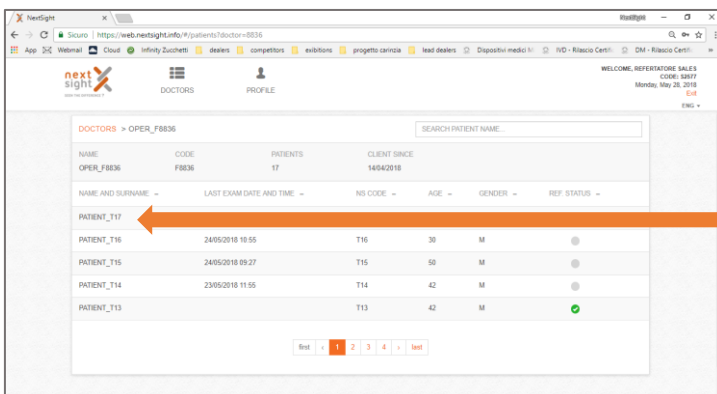 NextSight
Sicuro | https://web.nextsight.info/#/patients?doctor=8836
App Webmail Cloud Infinity Zucchetti dealers competitors exibitions progetto carinzia lead dealers Dispositivi medici IVD - Rilascio Certifi DM - Rilascio Certifi
next
sight
DOCTORS
PROFILE
WELCOME, REFERTATORE SALES
CODE: S2677
Monday, May 28, 2018
Exit
ENG
DOCTORS > OPER_F8836
SEARCH PATIENT NAME...
NAME CODE PATIENTS CLIENT SINCE
OPER_F8836 F8836 17 14/04/2018
NAME AND SURNAME LAST EXAM DATE AND TIME NS CODE AGE GENDER REF. STATUS
PATIENT_T17
PATIENT_T16 24/05/2018 10:55 T16 30 M
PATIENT_T15 24/05/2018 09:27 T15 50 M
PATIENT_T14 23/05/2018 11:55 T14 42 M
PATIENT_T13 T13 42 M
first ‹ 1 2 3 4 › last